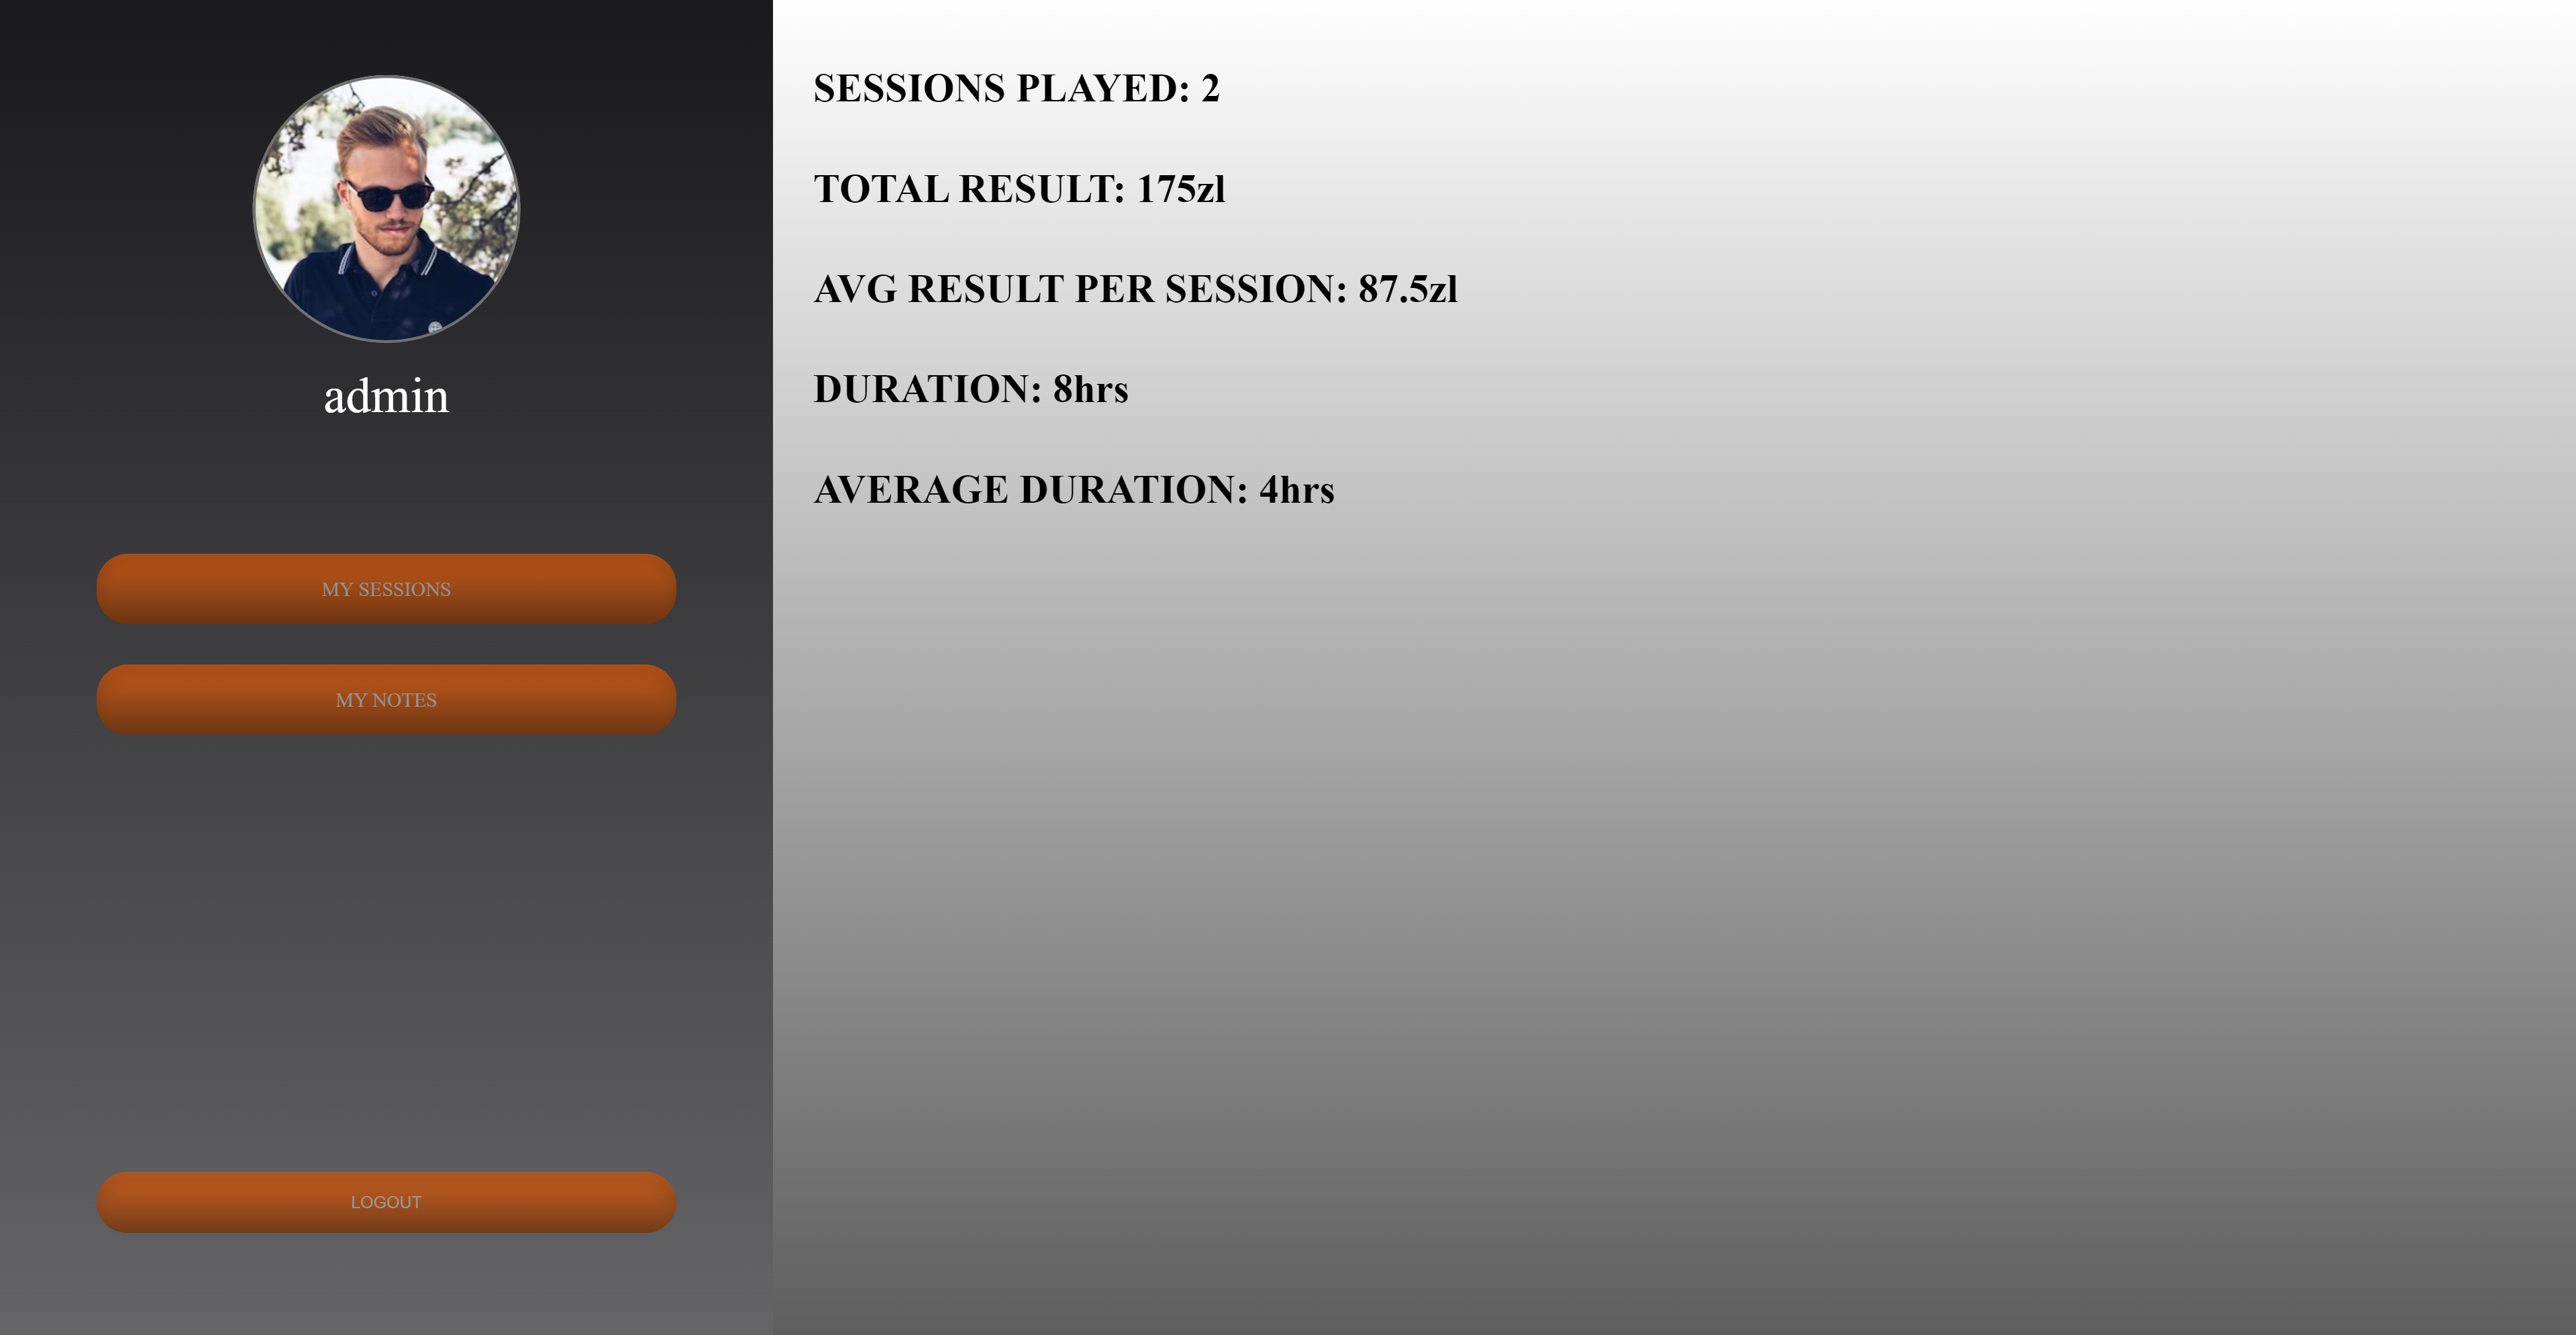 admin
MY SESSIONS
MY NOTES
LOGOUT
SESSIONS PLAYED: 2
TOTAL RESULT: 175zl
AVG RESULT PER SESSION: 87.5zl
DURATION: 8hrs
AVERAGE DURATION: 4hrs